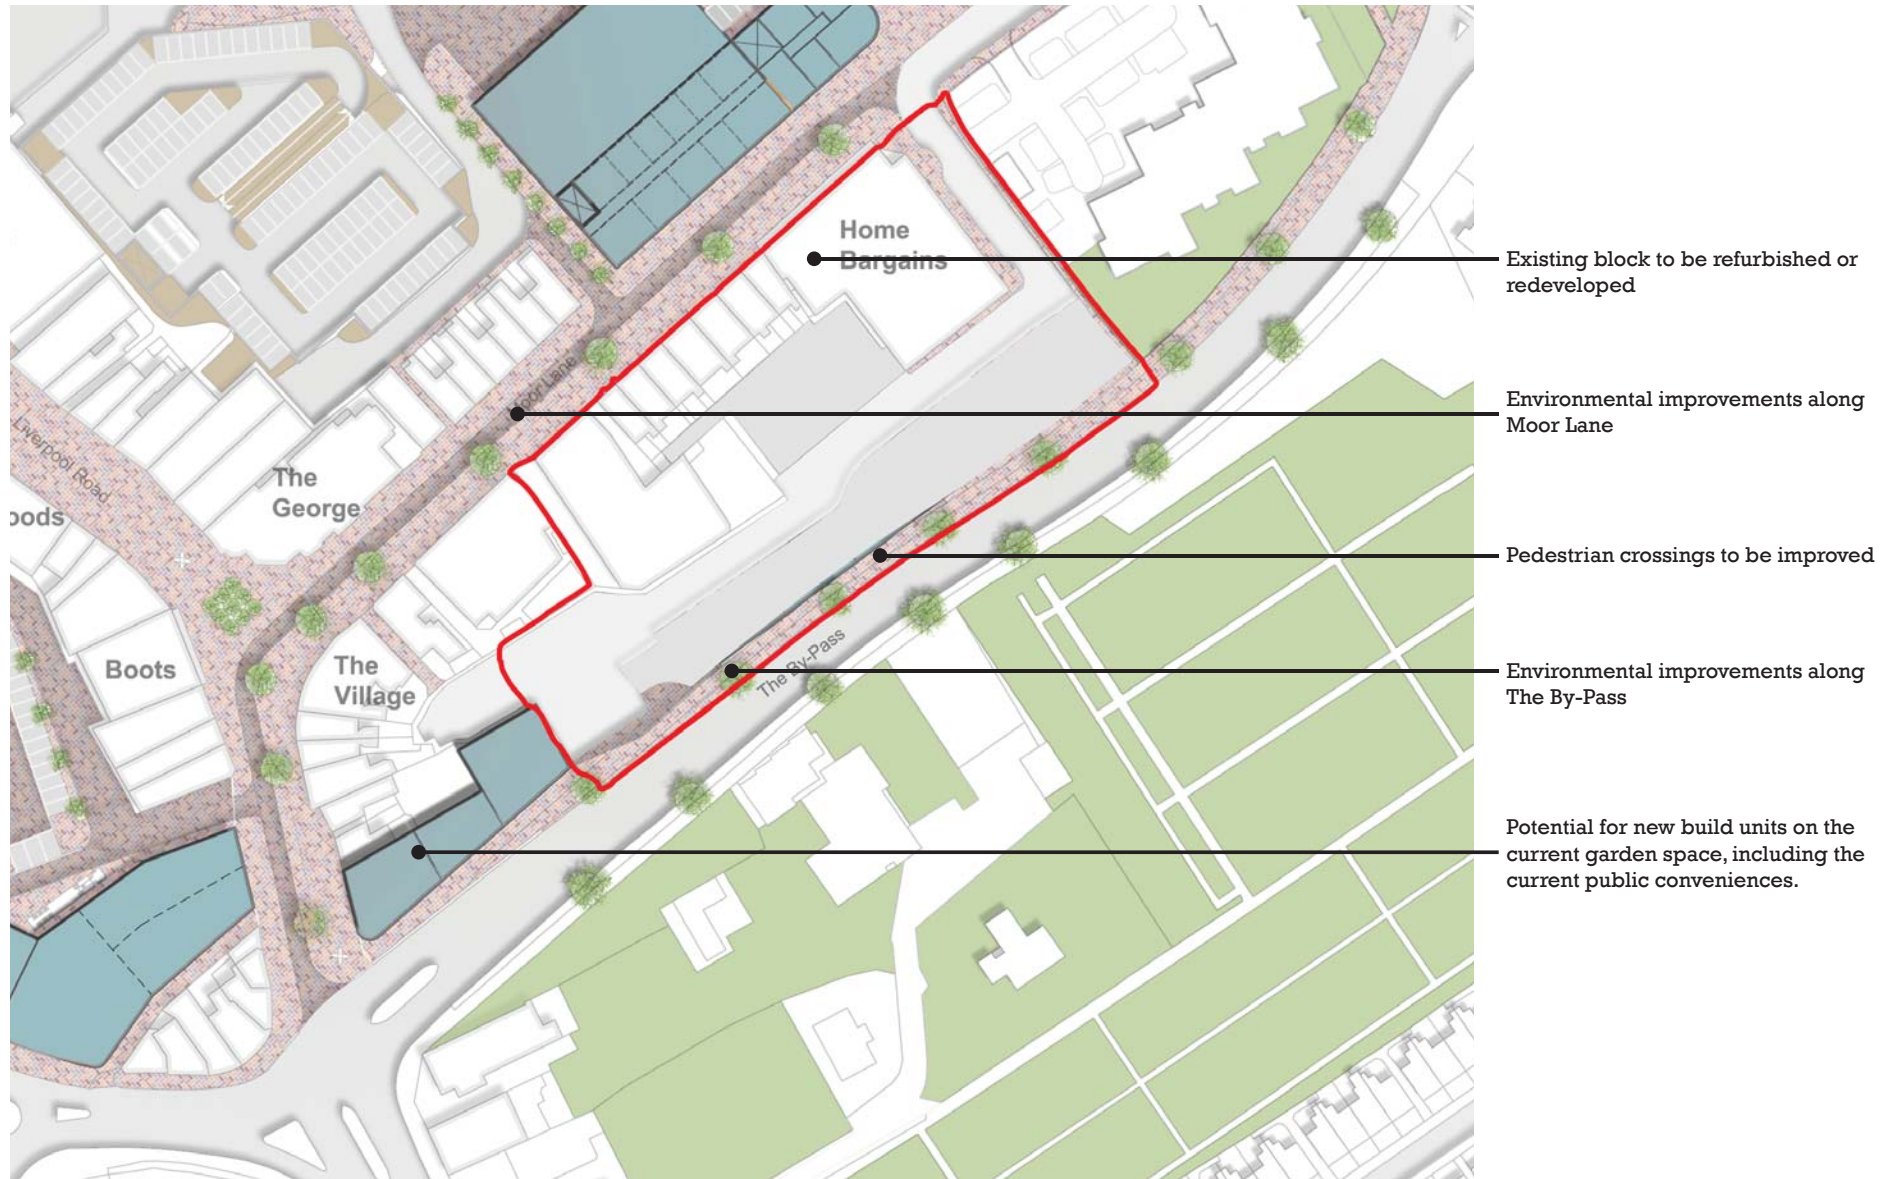 Home
Bargains
Moor Lane
Liverpool Road
The
George
oods
Boots
The
Village
The By-Pass
Existing block to be refurbished or
redeveloped
Environmental improvements along
Moor Lane
Pedestrian crossings to be improved
Environmental improvements along
The By-Pass
Potential for new build units on the
current garden space, including the
current public conveniences.